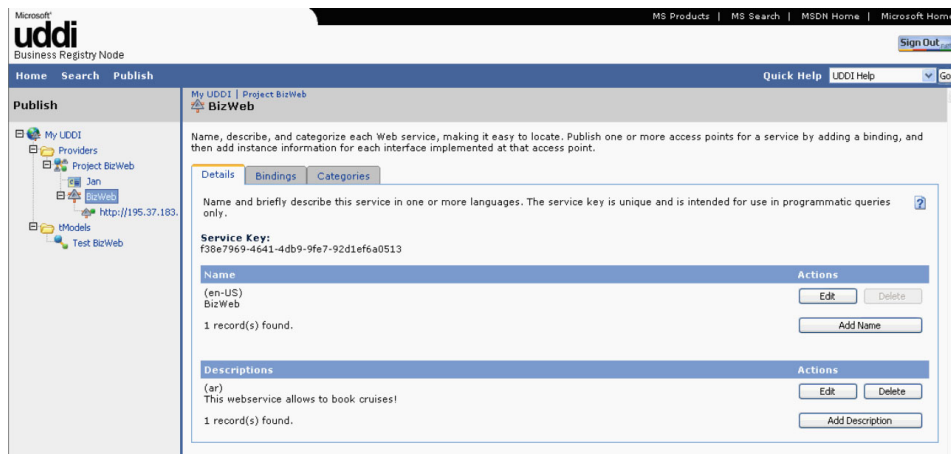 Microsoft®
MS Products | MS Search | MSDN Home | Microsoft Home
uddi
Business Registry Node
Sign Out
Home Search Publish
Quick Help UDDI Help Go
Publish
My UDDI | Project BizWeb
BizWeb
My UDDI
Providers
Project BizWeb
Jan
BizWeb
http://195.37.183.
tModels
Test BizWeb
Name, describe, and categorize each Web service, making it easy to locate. Publish one or more access points for a service by adding a binding, and
then add instance information for each interface implemented at that access point.
Details Bindings Categories
Name and briefly describe this service in one or more languages. The service key is unique and is intended for use in programmatic queries
only.
?
Service Key:
f38e7969-4641-4db9-9fe7-92d1ef6a0513
Name Actions
(en-US)
BizWeb
Edit Delete
1 record(s) found.
Add Name
Descriptions Actions
(ar)
This webservice allows to book cruises!
Edit Delete
1 record(s) found.
Add Description